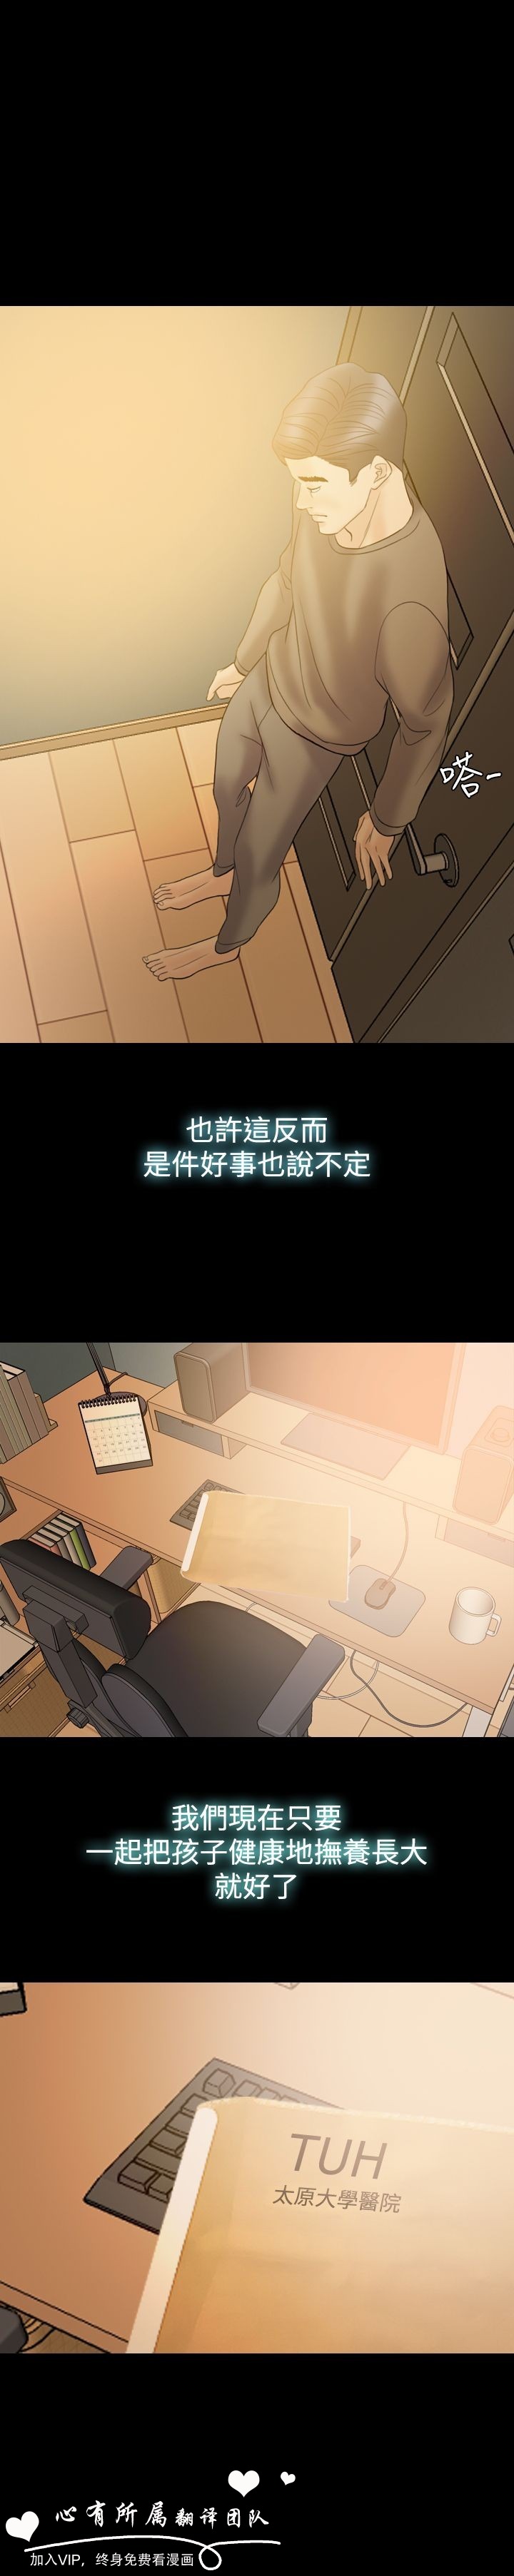 嗒-
也許這反而
是件好事也說不定
我們現在只要
一起把孩子健康地撫養長大
就好了
TUH
太原大學醫院
心有所属翻译团队
加入VIP，终身免费看漫画